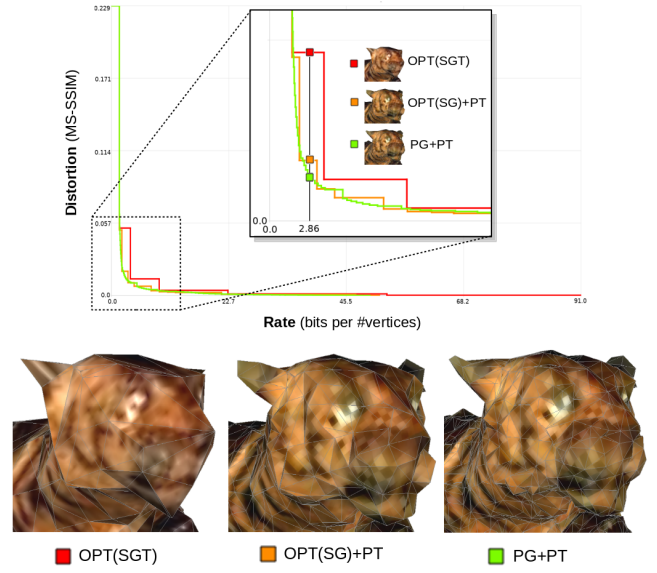 0.229
0.171
0.114
0.057
0.0
Distortion (MS-SSIM)
OPT(SGT)
OPT(SG)+PT
PG+PT
0.0
0.0
2.86
0.0
22.7
45.5
68.2
91.0
Rate (bits per #vertices)
OPT(SGT)
OPT(SG)+PT
PG+PT